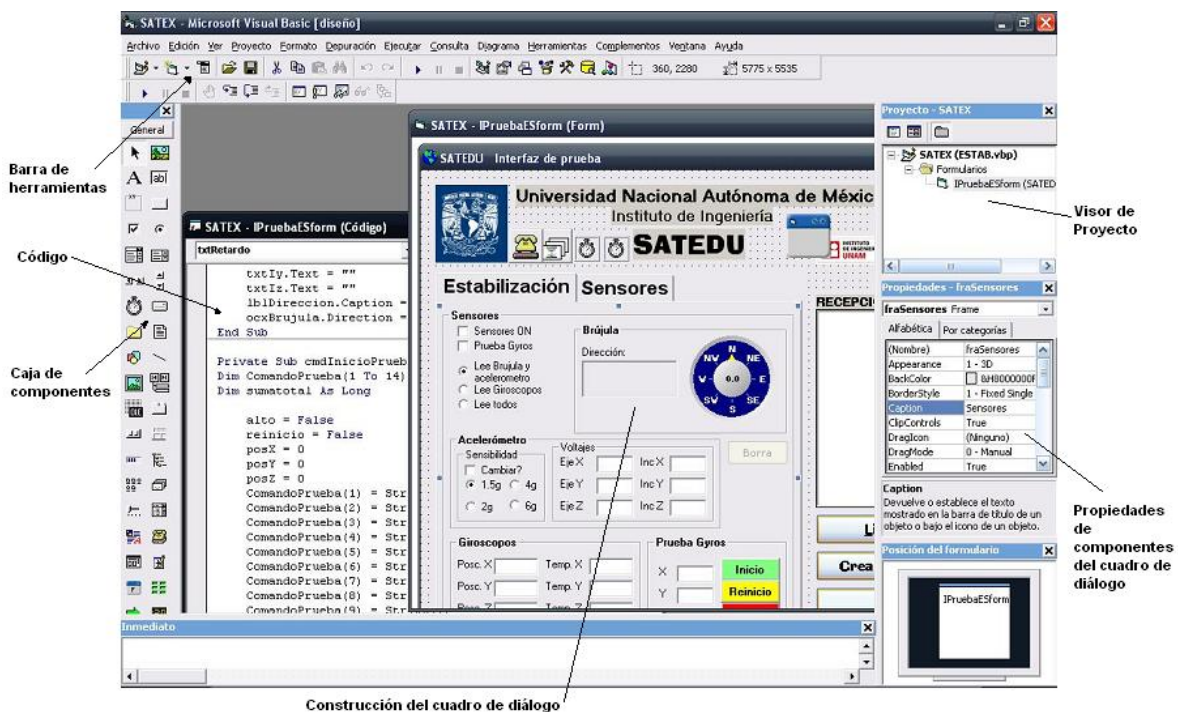 SATEX - Microsoft Visual Basic [diseño]
Archivo Edición Ver Proyecto Formato Depuración Ejecutar Consulta Diagrama Herramientas Complementos Ventana Ayuda
360, 2280 5775 x 5535
General
Barra de
herramientas
Código
Caja de
componentes
SATEX - IPruebaESform (Código)
txtRetardo
txtIy.Text = ""
txtIz.Text = ""
lblDireccion.Caption =
ocxBrujula.Direction =
End Sub
Private Sub cmdInicioPrueb
Dim ComandoPrueba(1 To 14)
Dim sumatotal As Long
alto = False
reinicio = False
posX = 0
posY = 0
posZ = 0
ComandoPrueba(1) = Str
ComandoPrueba(2) = Str
ComandoPrueba(3) = Str
ComandoPrueba(4) = Str
ComandoPrueba(5) = Str
ComandoPrueba(6) = Str
ComandoPrueba(7) = Str
ComandoPrueba(8) = Str
ComandoPrueba(9) = Str
SATEX - IPruebaESform (Form)
SATEDU Interfaz de prueba
Universidad Nacional Autónoma de Méxic
Instituto de Ingeniería
SATEDU
INSTITUTO
DE INGENIERÍA
UNAM
Estabilización Sensores
Sensores
Sensores ON
Prueba Gyros
Lee Brujula y
acelerometro
Lee Giroscopos
Lee todos
Brújula
Dirección:
N
NE
E
SE
S
SV
V
NV
0.0
Acelerómetro
Sensibilidad
Cambiar?
1.5g 4g
2g 6g
Voltajes
Eje X Inc X
Eje Y Inc Y
Eje Z Inc Z
Borra
Giroscopos
Posc. X Temp. X
Posc. Y Temp. Y
Posc. Z Temp. Z
Prueba Gyros
X Inicio
Y Reinicio
RECEPCI
Li
Crea
Proyecto - SATEX
SATEX (ESTAB.vbp)
Formularios
IPruebaESform (SATED
Visor de
Proyecto
Propiedades - fraSensores
fraSensores Frame
Alfabética Por categorías
(Nombre) fraSensores
Appearance 1 - 3D
BackColor &H8000000F
BorderStyle 1 - Fixed Single
Caption Sensores
ClipControls True
DragIcon (Ninguno)
DragMode 0 - Manual
Enabled True
Caption
Devuelve o establece el texto
mostrado en la barra de título de un
objeto o bajo el icono de un objeto.
Propiedades
de
componentes
del cuadro de
diálogo
Posición del formulario
IPruebaESform
Inmediato
Construcción del cuadro de diálogo